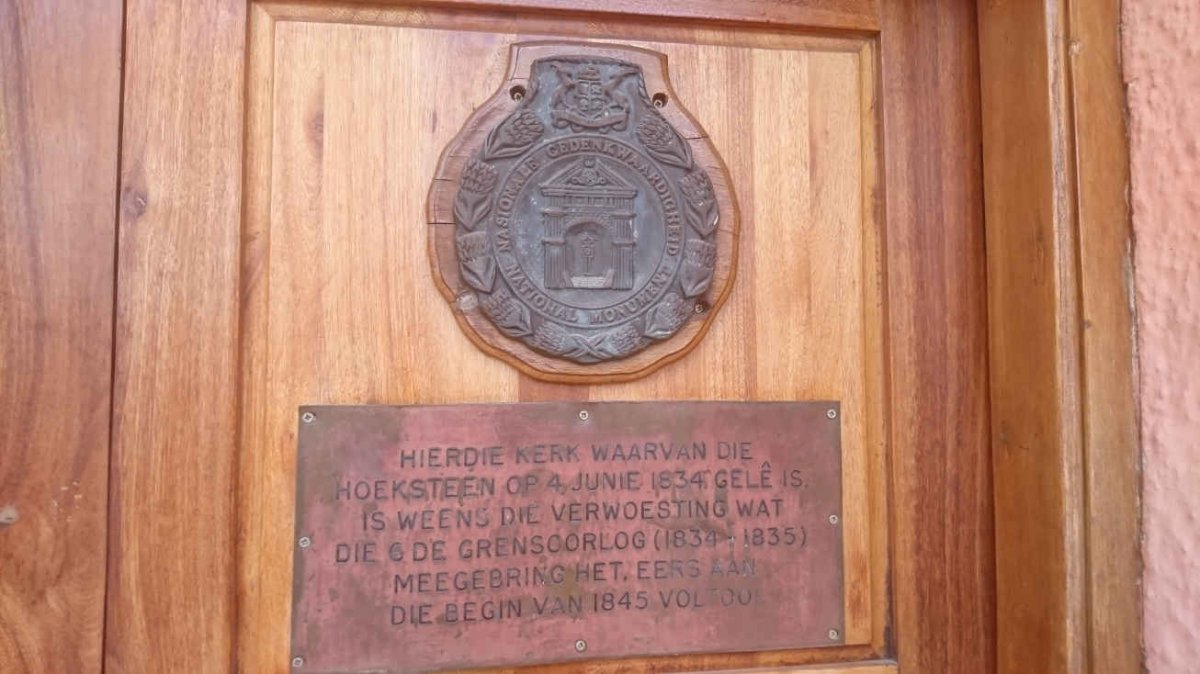 NASIONALE GEDENKWAARDIGHEID
NATIONAL MONUMENT
HIERDIE KERK WAARVAN DIE
HOEKSTEEN OP 4 JUNIE 1834 GELÊ IS,
IS WEENS DIE VERWOESTING WAT
DIE 6 DE GRENSOORLOG (1834 - 1835)
MEEGEBRING HET, EERS AAN
DIE BEGIN VAN 1845 VOLTOOI